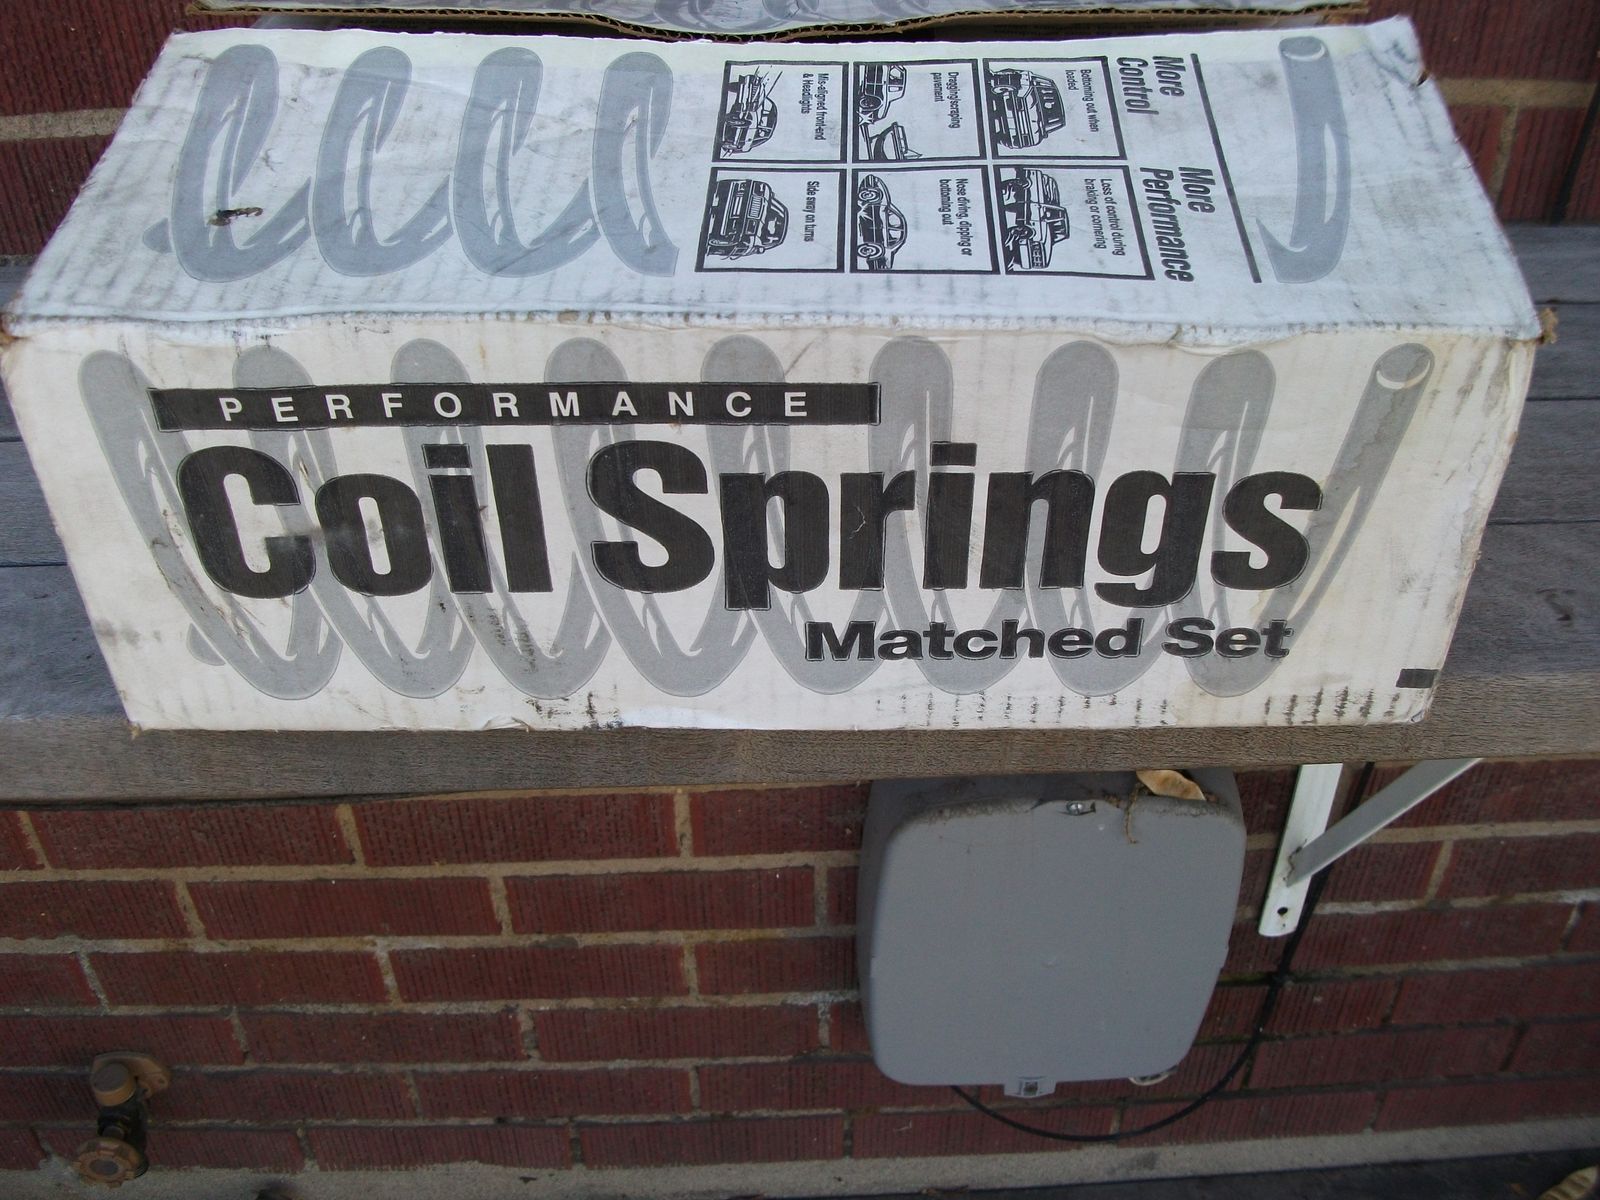 More
Control
More
Performance
Bottoming out when
loaded
Loss of control during
braking or cornering
Dragging/scraping
pavement
Nose diving, dipping or
bottoming out
Mis-aligned front-end
& Headlights
Side sway on turns
PERFORMANCE
Coil Springs
Matched Set